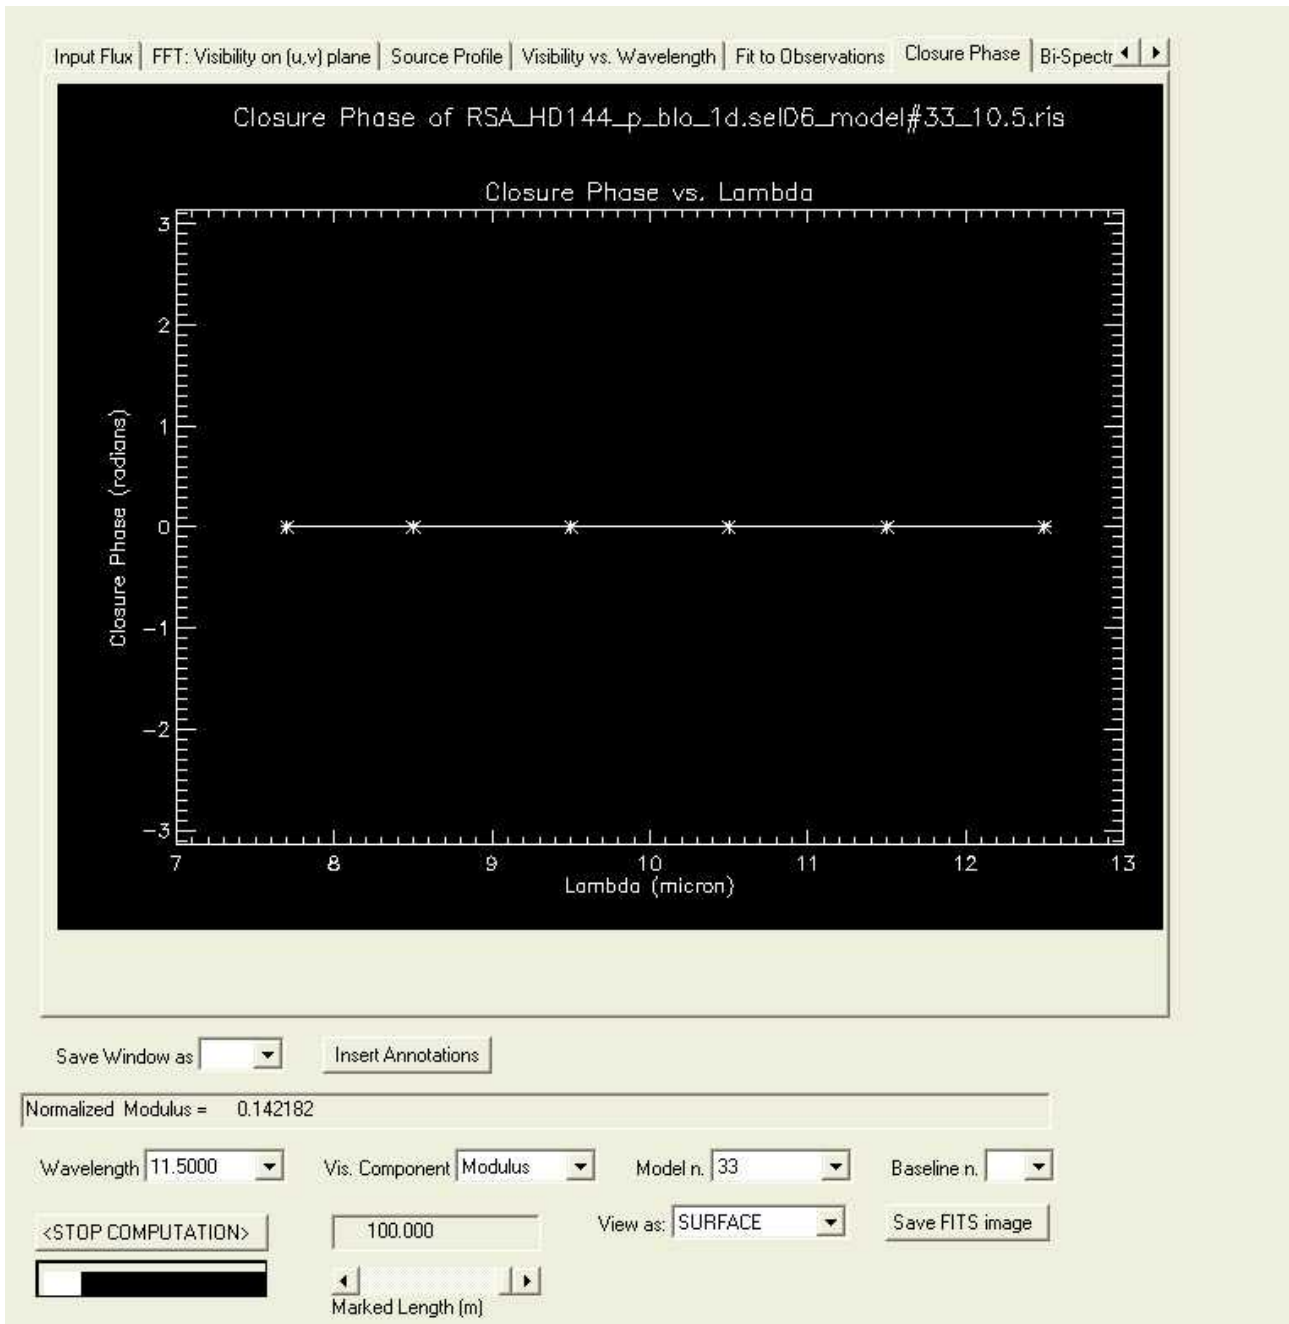 Input Flux FFT: Visibility on (u,v) plane Source Profile Visibility vs. Wavelength Fit to Observations Closure Phase Bi-Spectr
Closure Phase of RSA_HD144_p_blo_1d.sel06_model#33_10.5.ris
Closure Phase vs. Lambda
3
2
1
0
-1
-2
-3
Closure Phase (radians)
7 8 9 10 11 12 13
Lambda (micron)
Save Window as Insert Annotations
Normalized Modulus = 0.142182
Wavelength 11.5000 Vis. Component Modulus Model n. 33 Baseline n.
<STOP COMPUTATION> 100.000 View as: SURFACE Save FITS image
Marked Length (m)